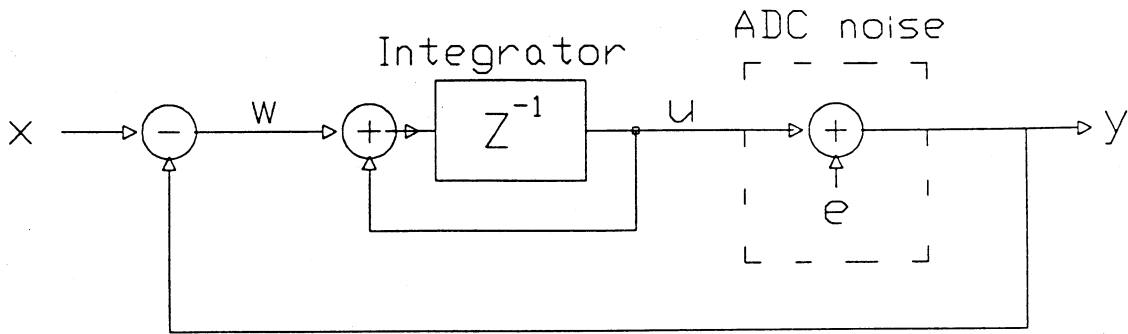 ADC noise
Integrator
x
-
w
+
Z^-1
u
+
y
e